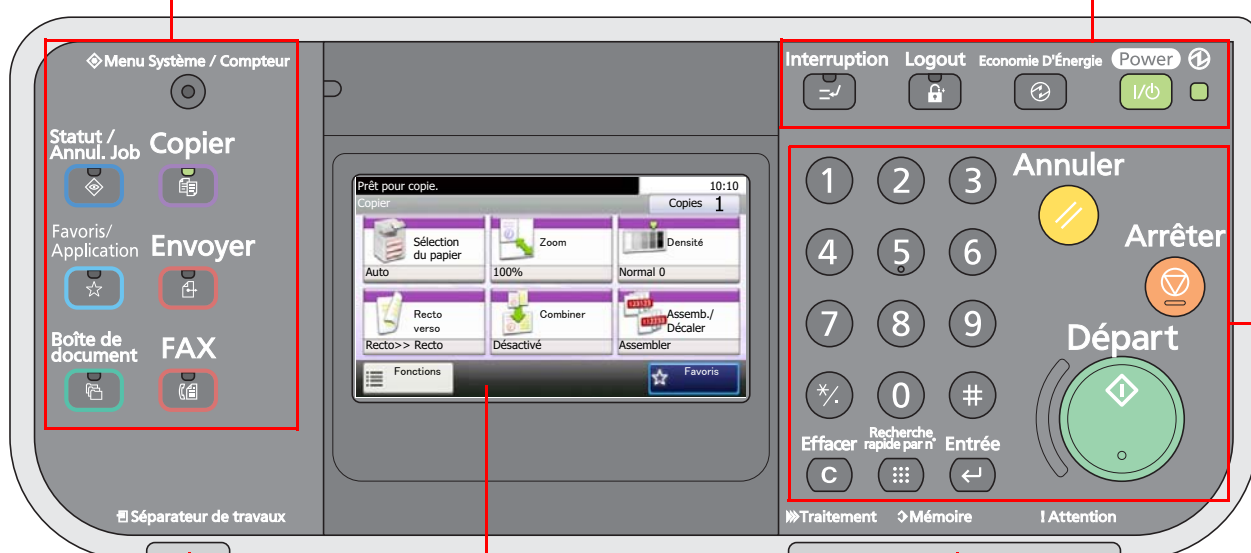 Menu Système / Compteur
Statut /
Annul. Job
Copier
Favoris/
Application
Envoyer
Boîte de
document
FAX
Séparateur de travaux
Prêt pour copie.
10:10
Copier
Copies 1
Sélection
du papier
Auto
Zoom
100%
Densité
Normal 0
Recto
verso
Recto>> Recto
Combiner
Désactivé
123123
112233
Assemb./
Décaler
Assembler
Fonctions
Favoris
Interruption
Logout
Economie D'Énergie
Power
1
2
3
Annuler
4
5
6
Arrêter
7
8
9
Départ
*/.
0
#
Effacer
Recherche
rapide par n°
Entrée
C
Traitement
Mémoire
! Attention